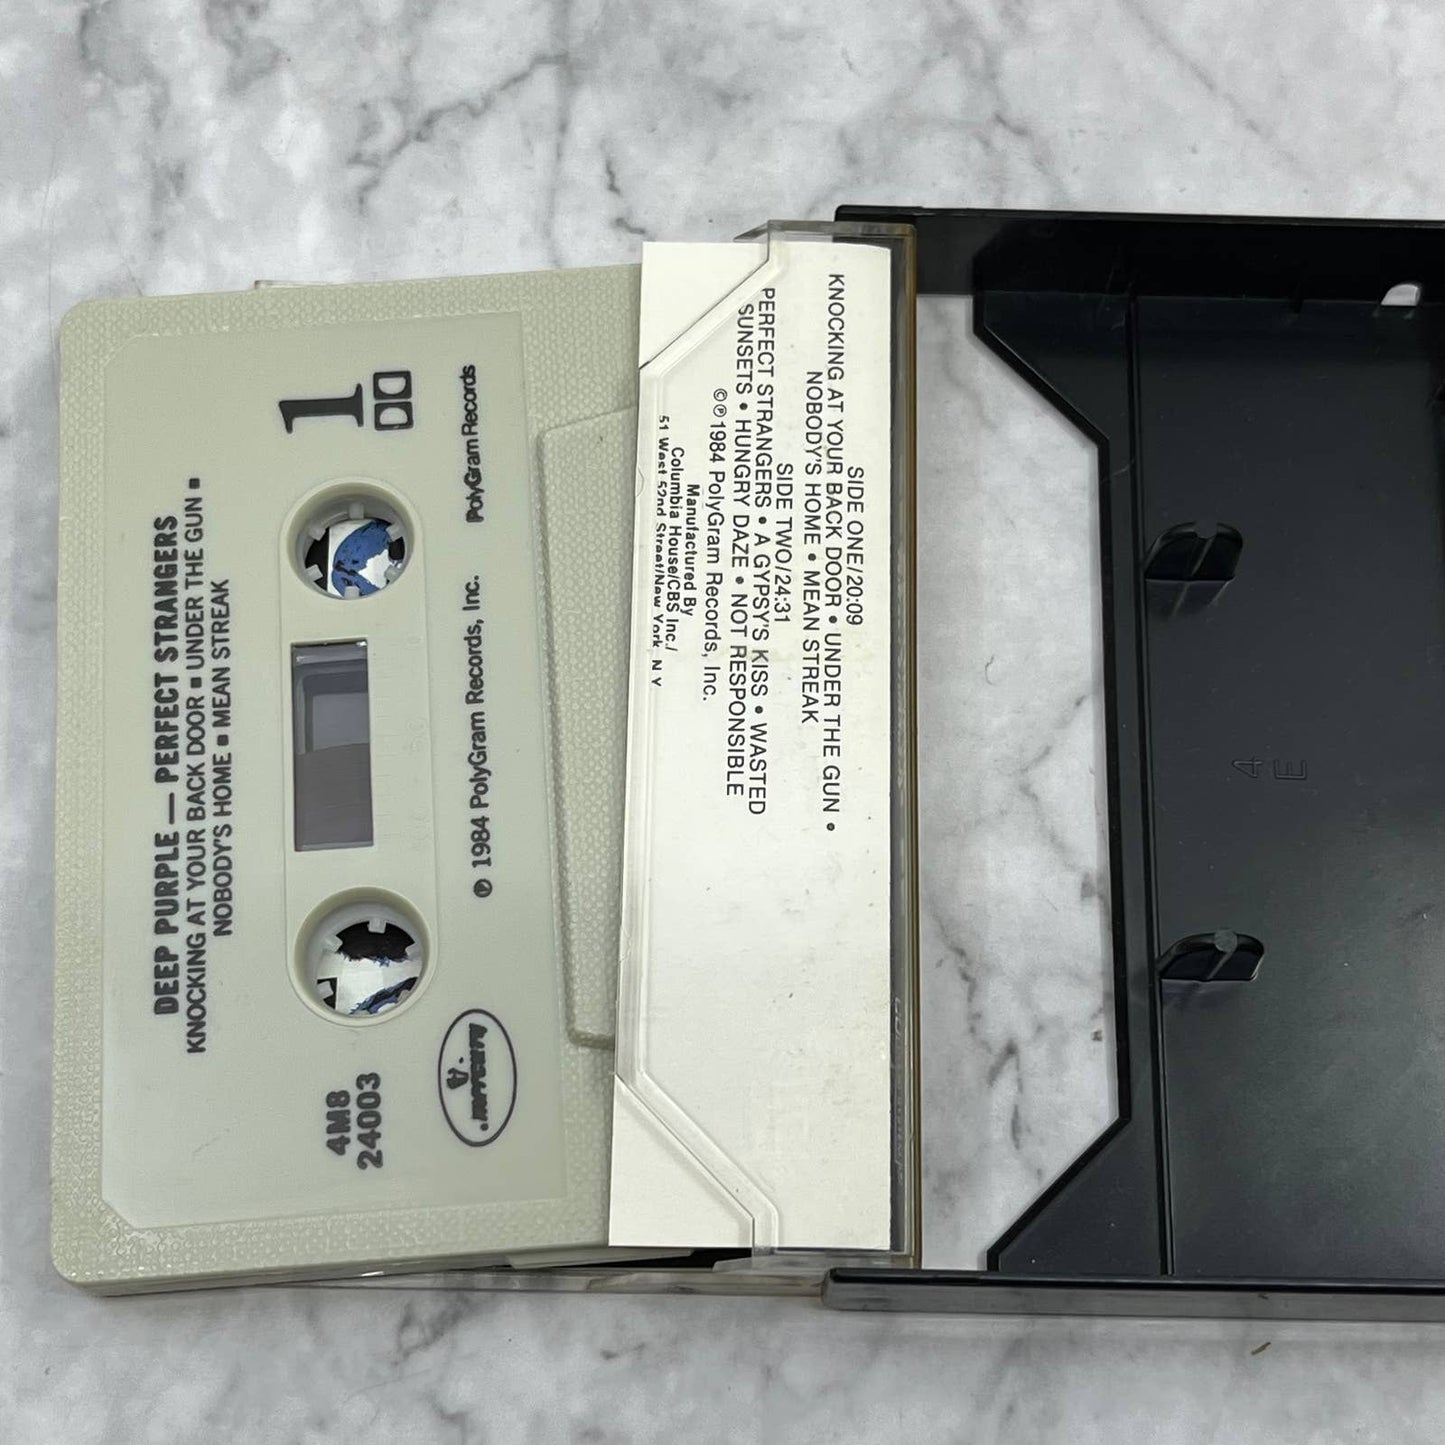 DEEP PURPLE — PERFECT STRANGERS
KNOCKING AT YOUR BACK DOOR ■ UNDER THE GUN ■
NOBODY'S HOME ■ MEAN STREAK
1
4M8
24003
℗ 1984 PolyGram Records, Inc. PolyGram Records
Mercury
SIDE ONE/20:09
KNOCKING AT YOUR BACK DOOR • UNDER THE GUN •
NOBODY'S HOME • MEAN STREAK
SIDE TWO/24:31
PERFECT STRANGERS • A GYPSY'S KISS • WASTED
SUNSETS • HUNGRY DAZE • NOT RESPONSIBLE
©℗1984 PolyGram Records, Inc.
Manufactured By
Columbia House/CBS Inc./
51 West 52nd Street/New York, N.Y.
4
E